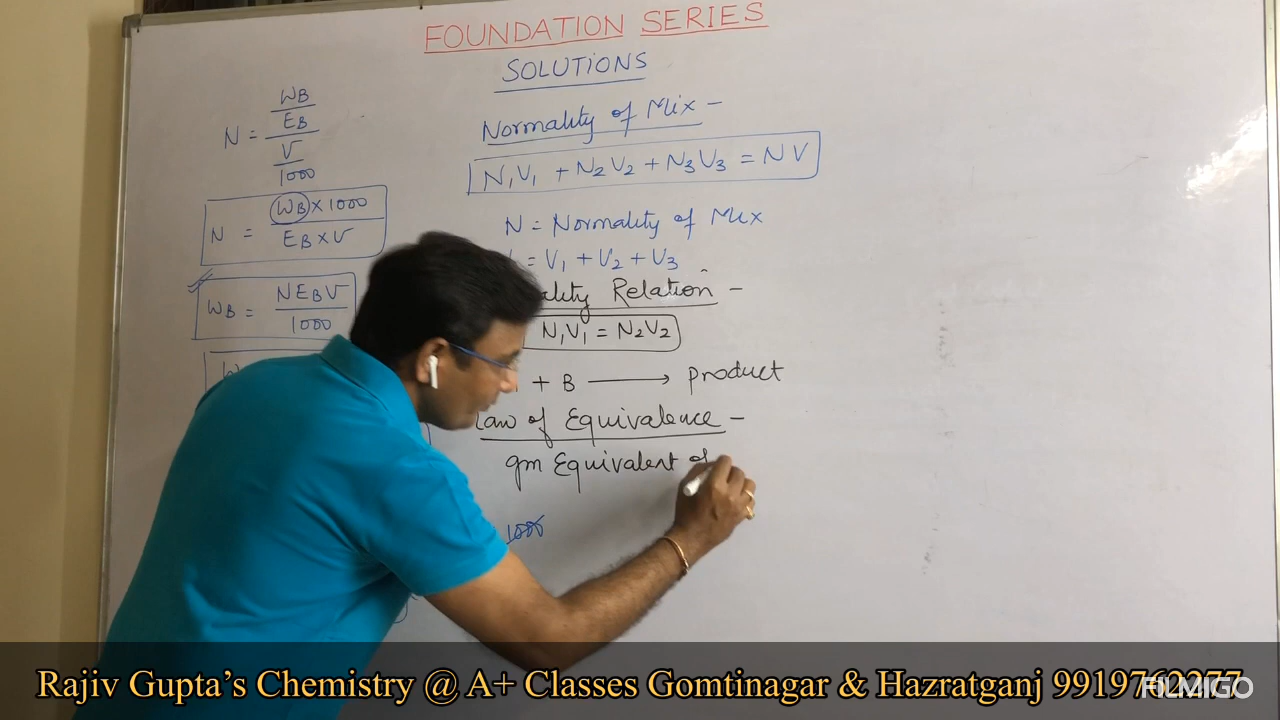 FOUNDATION SERIES
SOLUTIONS
N = WB/EB / V/1000
N = WB × 1000 / EB × V
WB = NEBV / 1000
Normality of Mix –
N1V1 + N2V2 + N3V3 = NV
N = Normality of Mix
= V1 + V2 + V3
Relation –
N1V1 = N2V2
+ B ⟶ product
Law of Equivalence –
gm Equivalent of
1000
Rajiv Gupta's Chemistry @ A+ Classes Gomtinagar & Hazratganj 9919762277
FILMIGO